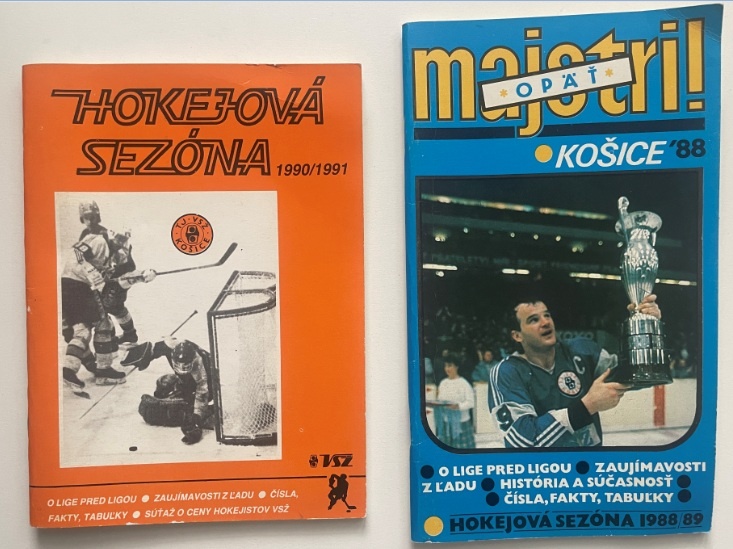 HOKEJOVÁ
SEZÓNA 1990/1991
TJ VSŽ
KOŠICE
VSŽ
O LIGE PRED LIGOU ● ZAUJÍMAVOSTI Z ĽADU ● ČÍSLA,
FAKTY, TABUĽKY ● SÚŤAŽ O CENY HOKEJISTOV VSŽ
majstri!
*OPÄŤ*
KOŠICE '88
C
● O LIGE PRED LIGOU ● ZAUJÍMAVOSTI
Z ĽADU ● HISTÓRIA A SÚČASNOSŤ
● ČÍSLA, FAKTY, TABUĽKY ●
HOKEJOVÁ SEZÓNA 1988/89